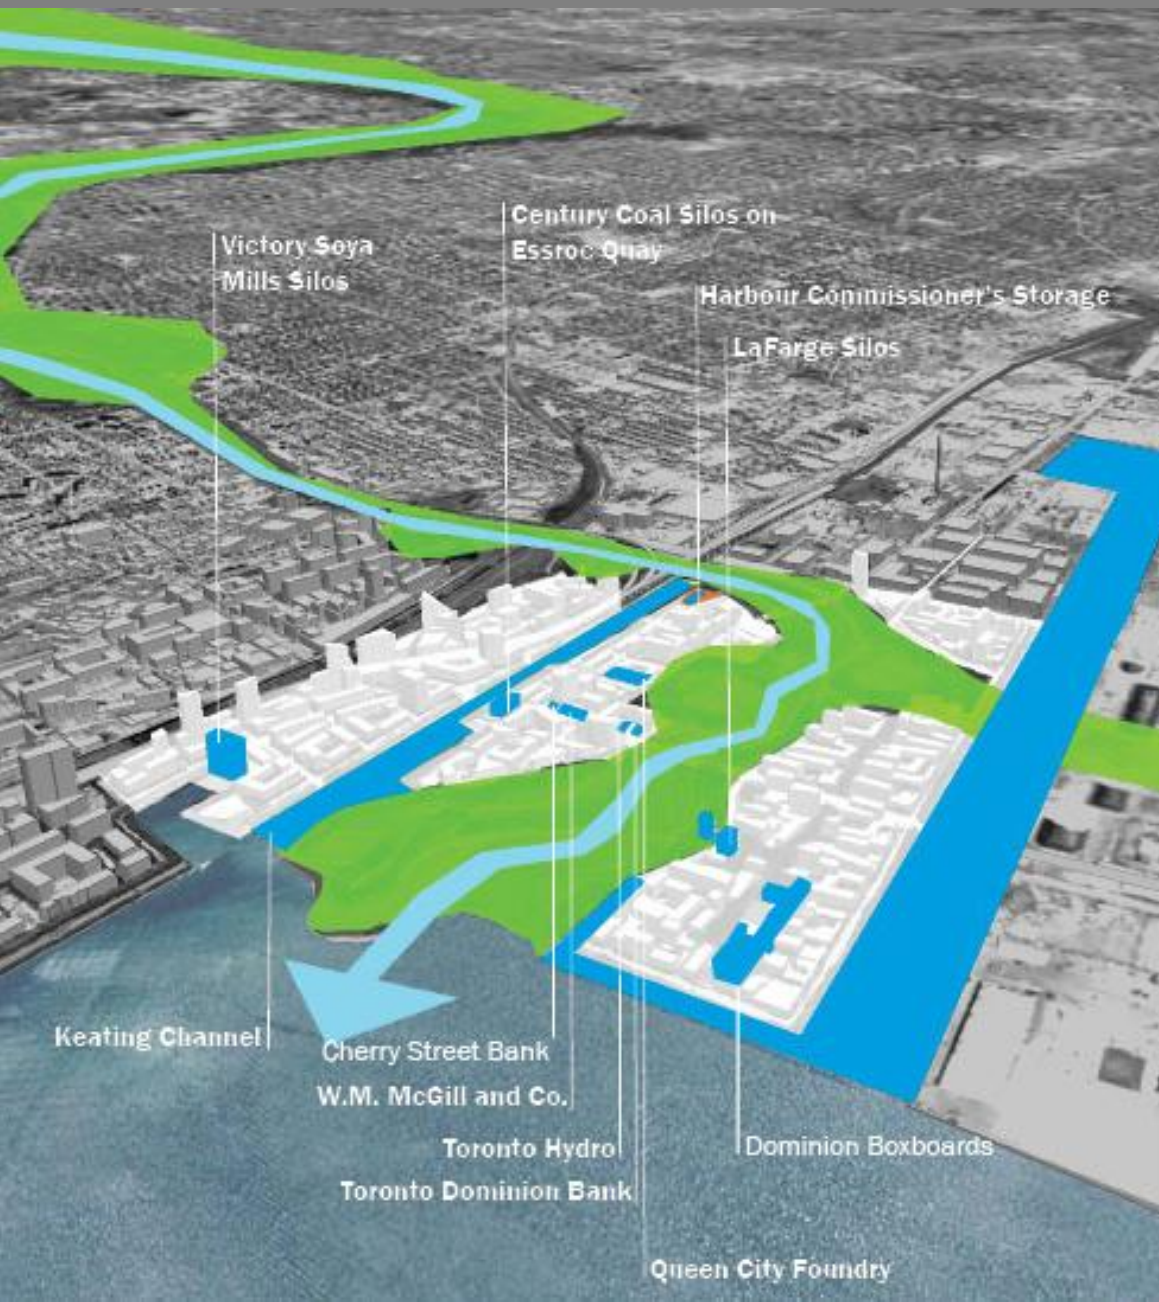 Century Coal Silos on
Essroc Quay
Victory Soya
Mills Silos
Harbour Commissioner's Storage
LaFarge Silos
Keating Channel
Cherry Street Bank
W.M. McGill and Co.
Toronto Hydro
Dominion Boxboards
Toronto Dominion Bank
Queen City Foundry